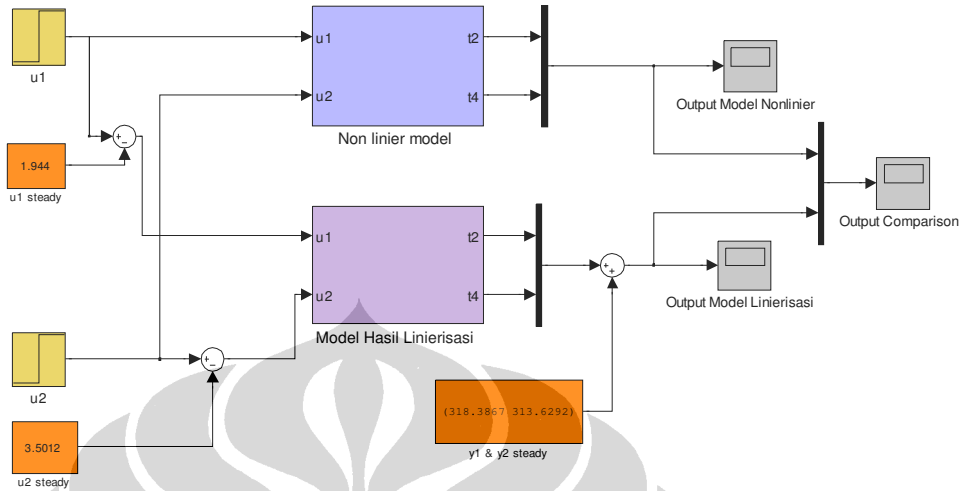 u1
1.944
u1 steady
u1
u2
t2
t4
Non linier model
Output Model Nonlinier
Output Comparison
u1
u2
t2
t4
Model Hasil Linierisasi
Output Model Linierisasi
u2
3.5012
u2 steady
(318.3867 313.6292)
y1 & y2 steady